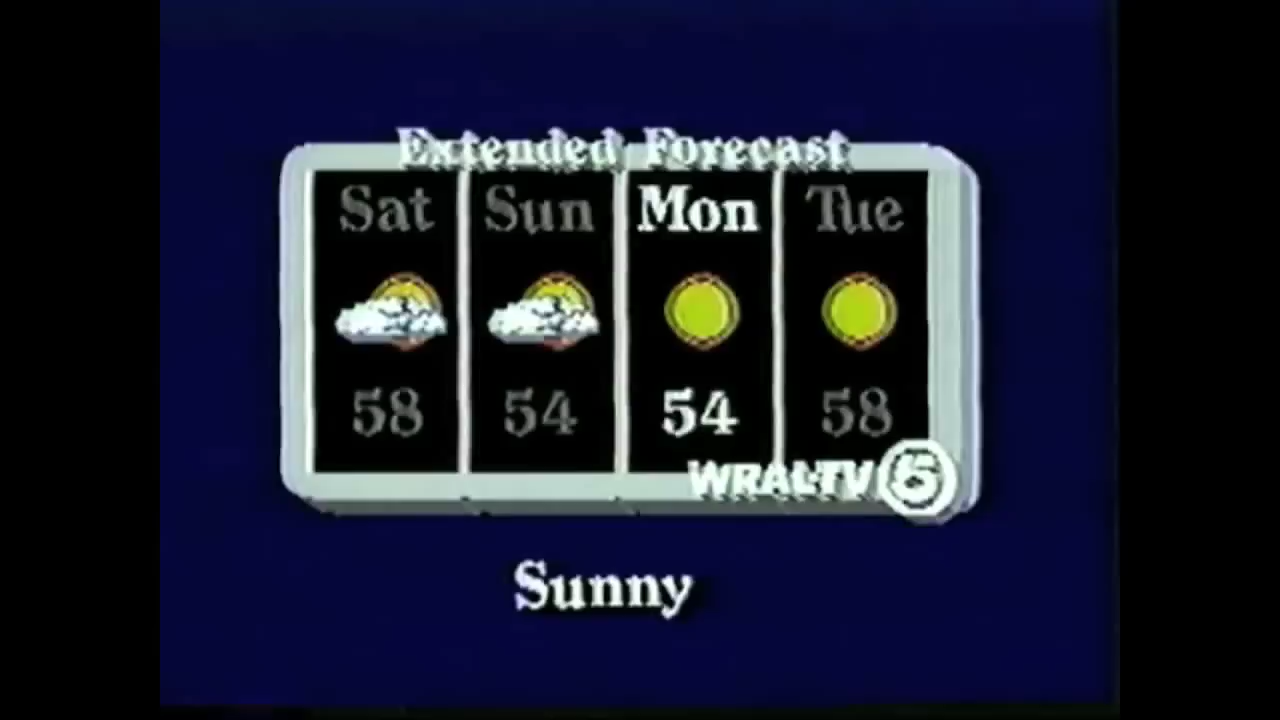 Extended Forecast
Sat Sun Mon Tue
58 54 54 58
WRAL-TV 5
Sunny